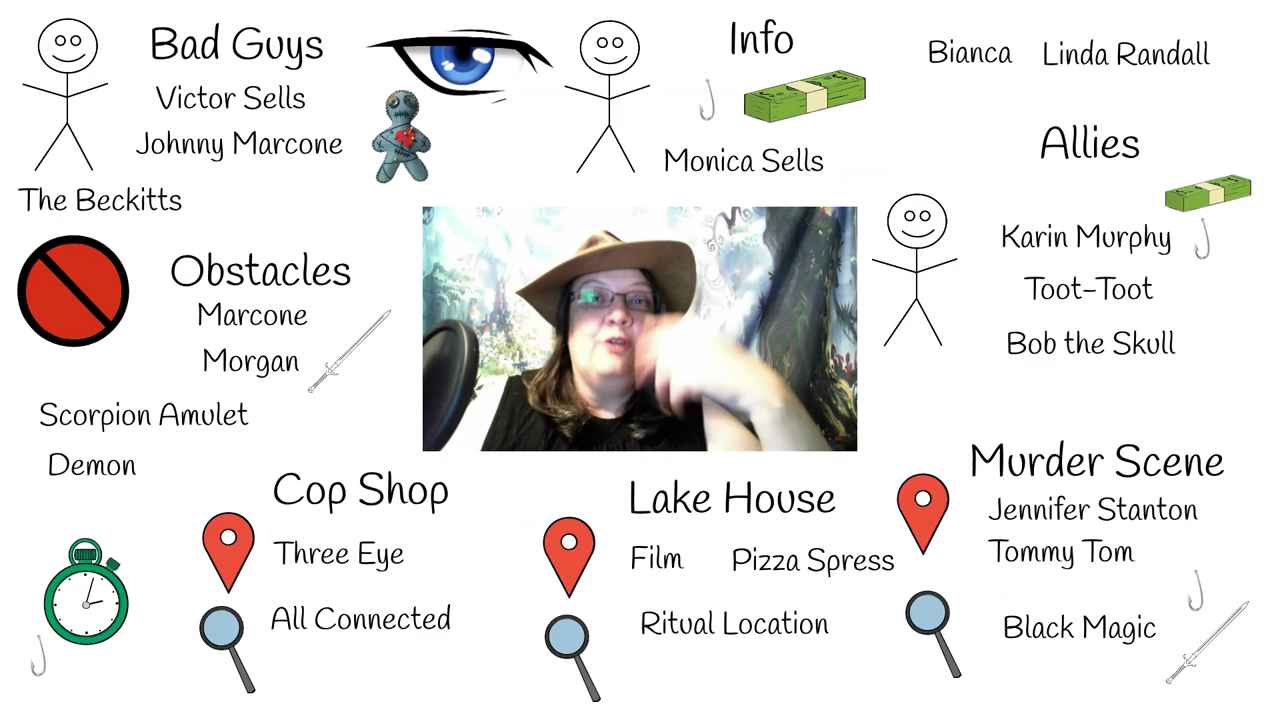 Bad Guys
Victor Sells
Johnny Marcone
The Beckitts
Info
Monica Sells
Bianca Linda Randall
Allies
Karin Murphy
Toot-Toot
Bob the Skull
Obstacles
Marcone
Morgan
Scorpion Amulet
Demon
Cop Shop
Three Eye
All Connected
Lake House
Film Pizza Spress
Ritual Location
Murder Scene
Jennifer Stanton
Tommy Tom
Black Magic